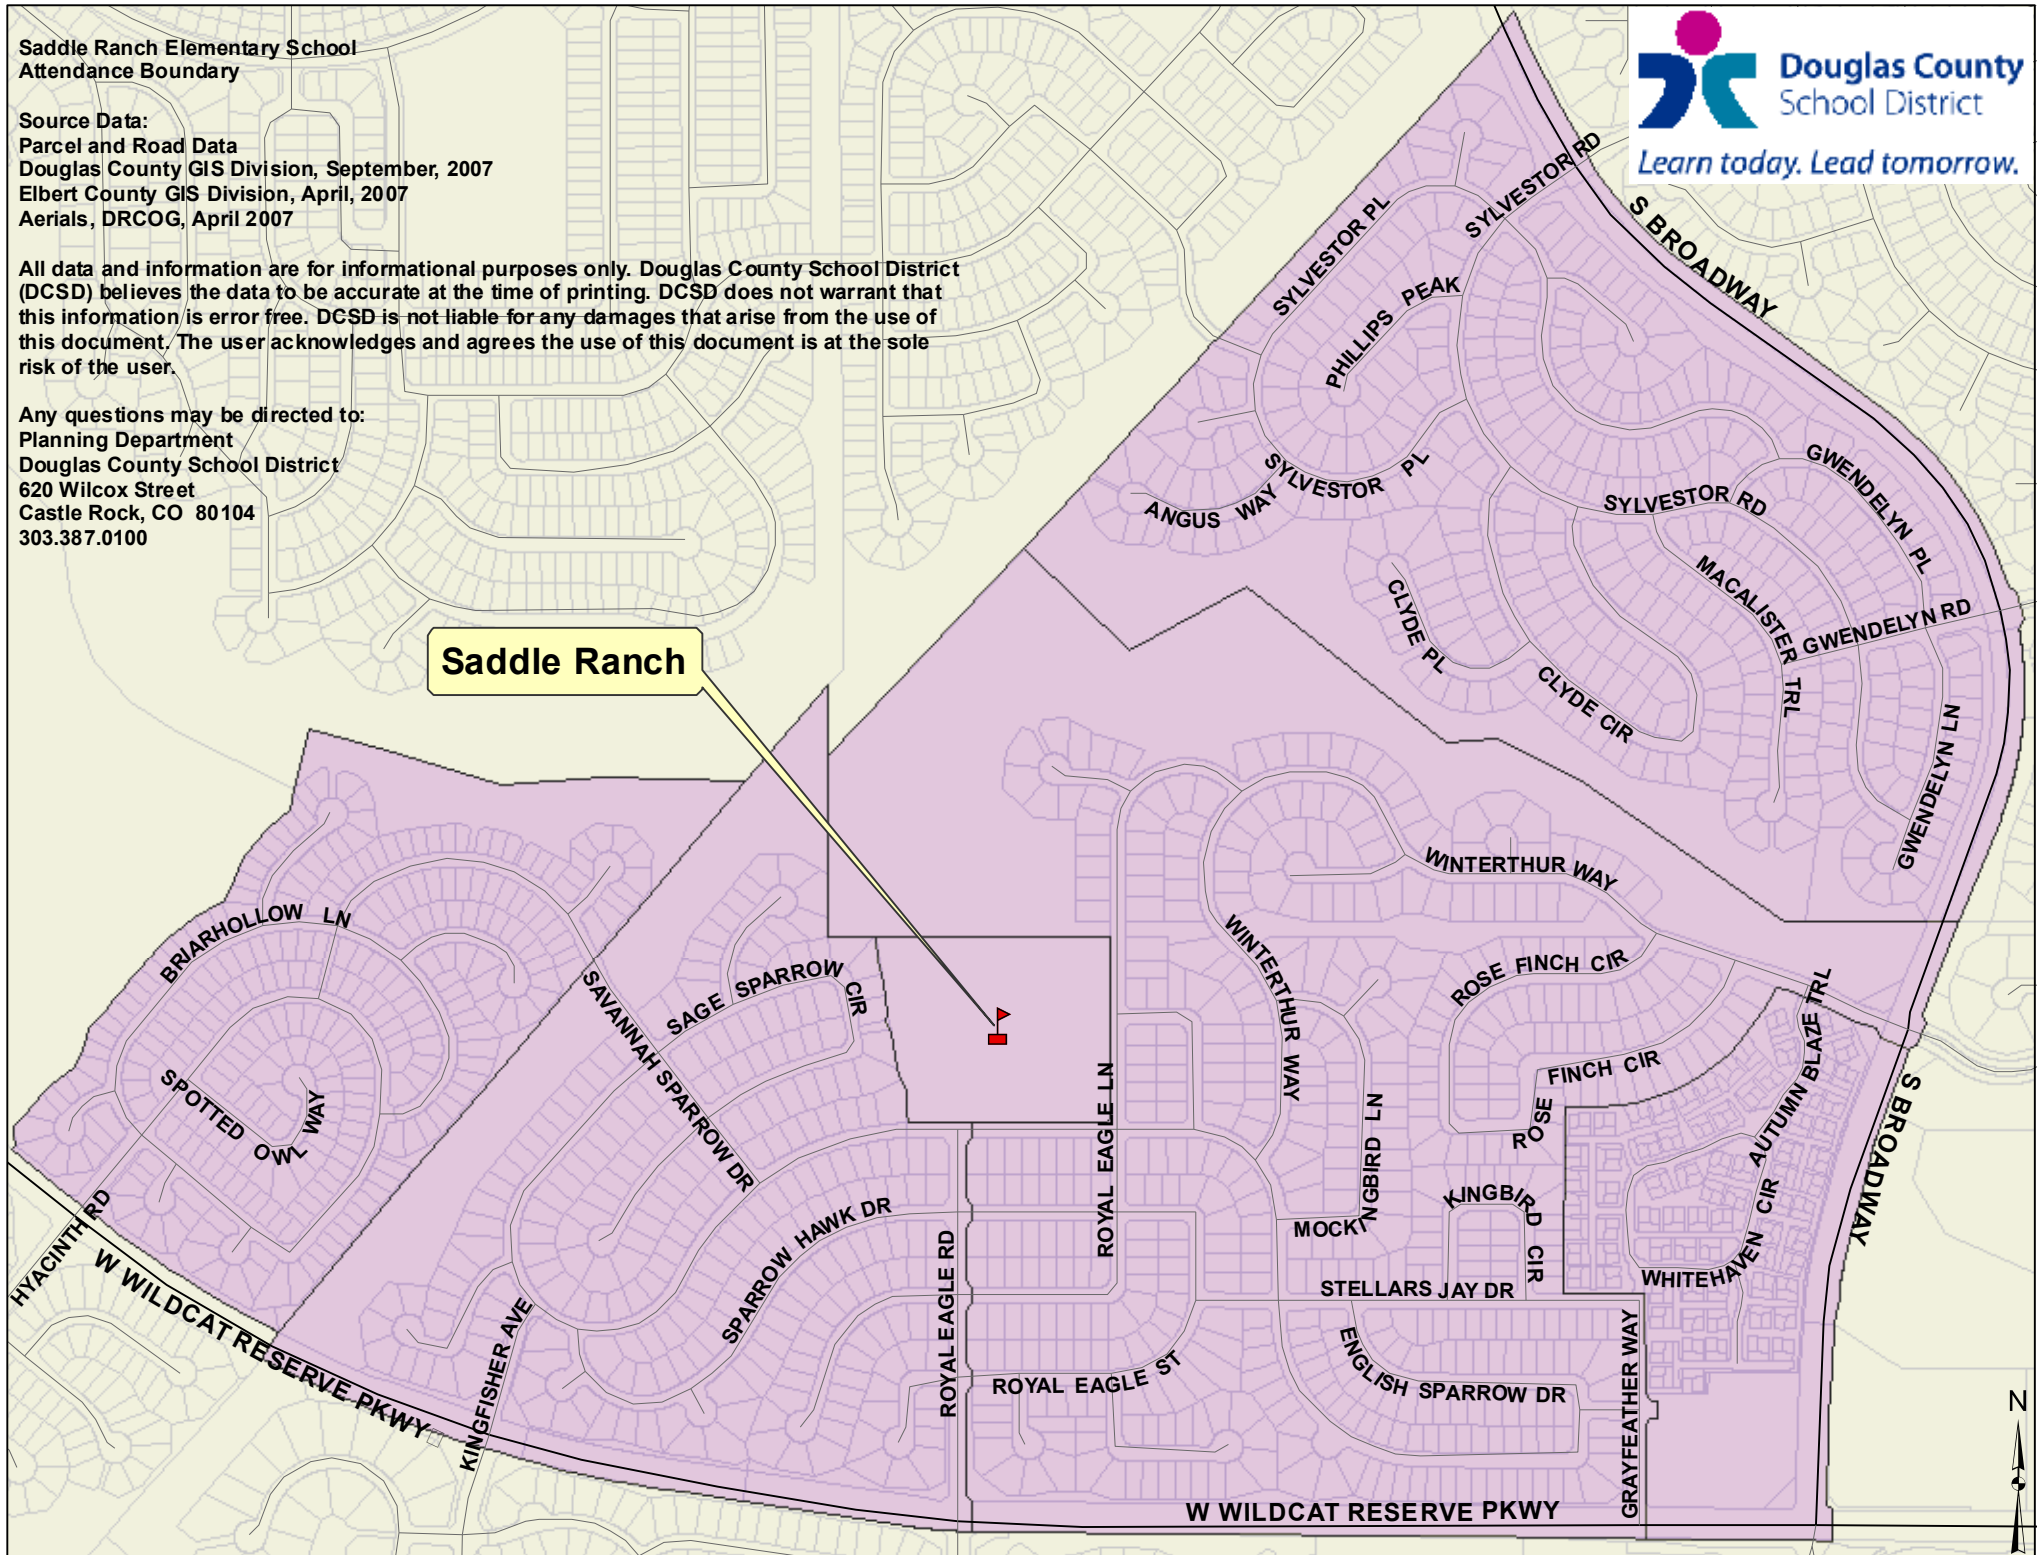 Saddle Ranch Elementary School
Attendance Boundary
Source Data:
Parcel and Road Data
Douglas County GIS Division, September, 2007
Elbert County GIS Division, April, 2007
Aerials, DRCOG, April 2007
All data and information are for informational purposes only. Douglas County School District
(DCSD) believes the data to be accurate at the time of printing. DCSD does not warrant that
this information is error free. DCSD is not liable for any damages that arise from the use of
this document. The user acknowledges and agrees the use of this document is at the sole
risk of the user.
Any questions may be directed to:
Planning Department
Douglas County School District
620 Wilcox Street
Castle Rock, CO 80104
303.387.0100
Douglas County
School District
Learn today. Lead tomorrow.
SYLVESTOR RD
S BROADWAY
SYLVESTOR PL
PHILLIPS PEAK
SYLVESTOR PL
ANGUS WAY
GWENDELYN PL
SYLVESTOR RD
MACALISTER TRL
GWENDELYN RD
CLYDE PL
CLYDE CIR
GWENDELYN LN
Saddle Ranch
WINTERTHUR WAY
BRIARHOLLOW LN
WINTERTHUR WAY
ROSE FINCH CIR
SAGE SPARROW CIR
SAVANNAH SPARROW DR
AUTUMN BLAZE TRL
ROSE FINCH CIR
SPOTTED OWL WAY
ROYAL EAGLE LN
MOCKINGBIRD LN
S BROADWAY
KINGBIRD CIR
WHITEHAVEN CIR
HYACINTH RD
SPARROW HAWK DR
STELLARS JAY DR
W WILDCAT RESERVE PKWY
KINGFISHER AVE
ROYAL EAGLE RD
ROYAL EAGLE ST
ENGLISH SPARROW DR
GRAYFEATHER WAY
W WILDCAT RESERVE PKWY
N